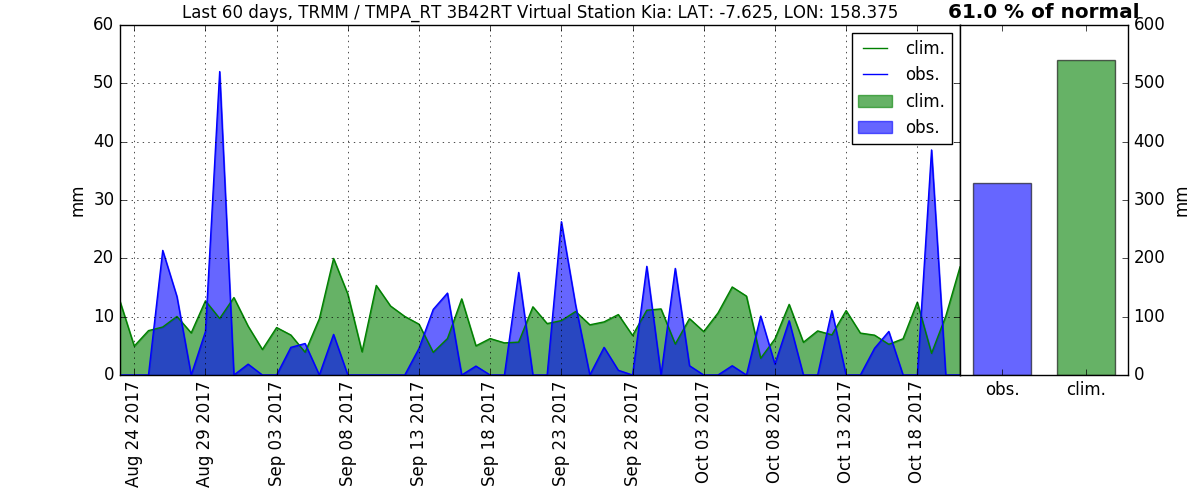 Last 60 days, TRMM / TMPA_RT 3B42RT Virtual Station Kia: LAT: -7.625, LON: 158.375
61.0 % of normal
mm
60
50
40
30
20
10
0
clim.
obs.
clim.
obs.
Aug 24 2017
Aug 29 2017
Sep 03 2017
Sep 08 2017
Sep 13 2017
Sep 18 2017
Sep 23 2017
Sep 28 2017
Oct 03 2017
Oct 08 2017
Oct 13 2017
Oct 18 2017
600
500
400
300
200
100
0
mm
obs.
clim.